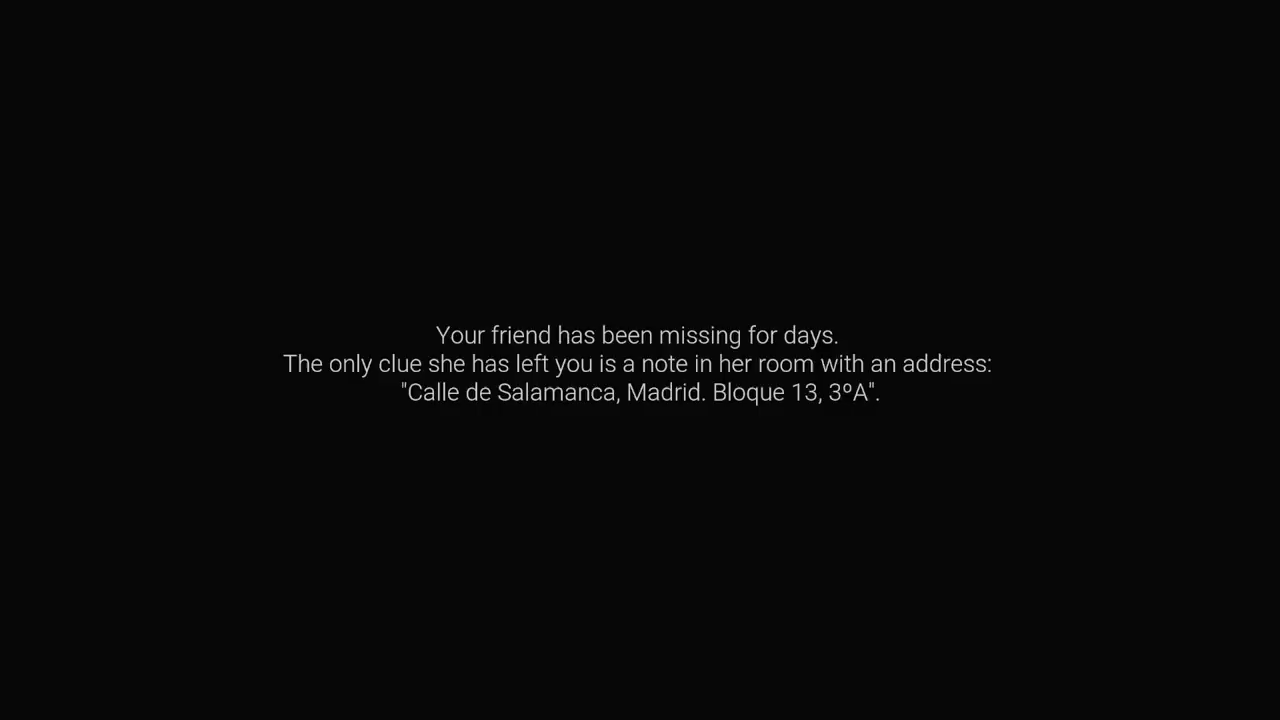 Your friend has been missing for days.
The only clue she has left you is a note in her room with an address:
"Calle de Salamanca, Madrid. Bloque 13, 3ºA".